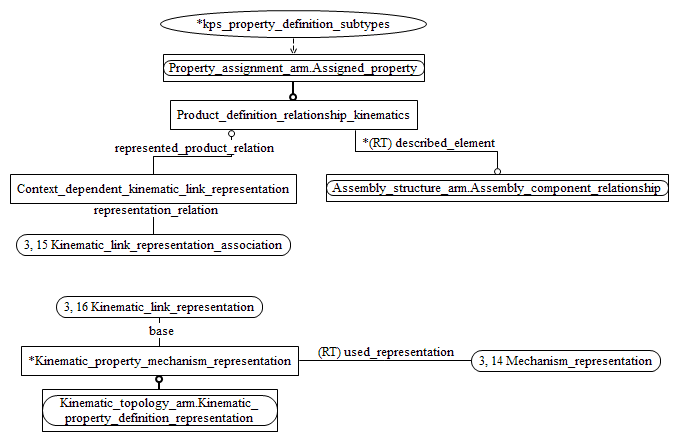 *kps_property_definition_subtypes
Property_assignment_arm.Assigned_property
Product_definition_relationship_kinematics
represented_product_relation
*(RT) described_element
Context_dependent_kinematic_link_representation
Assembly_structure_arm.Assembly_component_relationship
representation_relation
3, 15 Kinematic_link_representation_association
3, 16 Kinematic_link_representation
base
(RT) used_representation
*Kinematic_property_mechanism_representation
3, 14 Mechanism_representation
Kinematic_topology_arm.Kinematic_
property_definition_representation